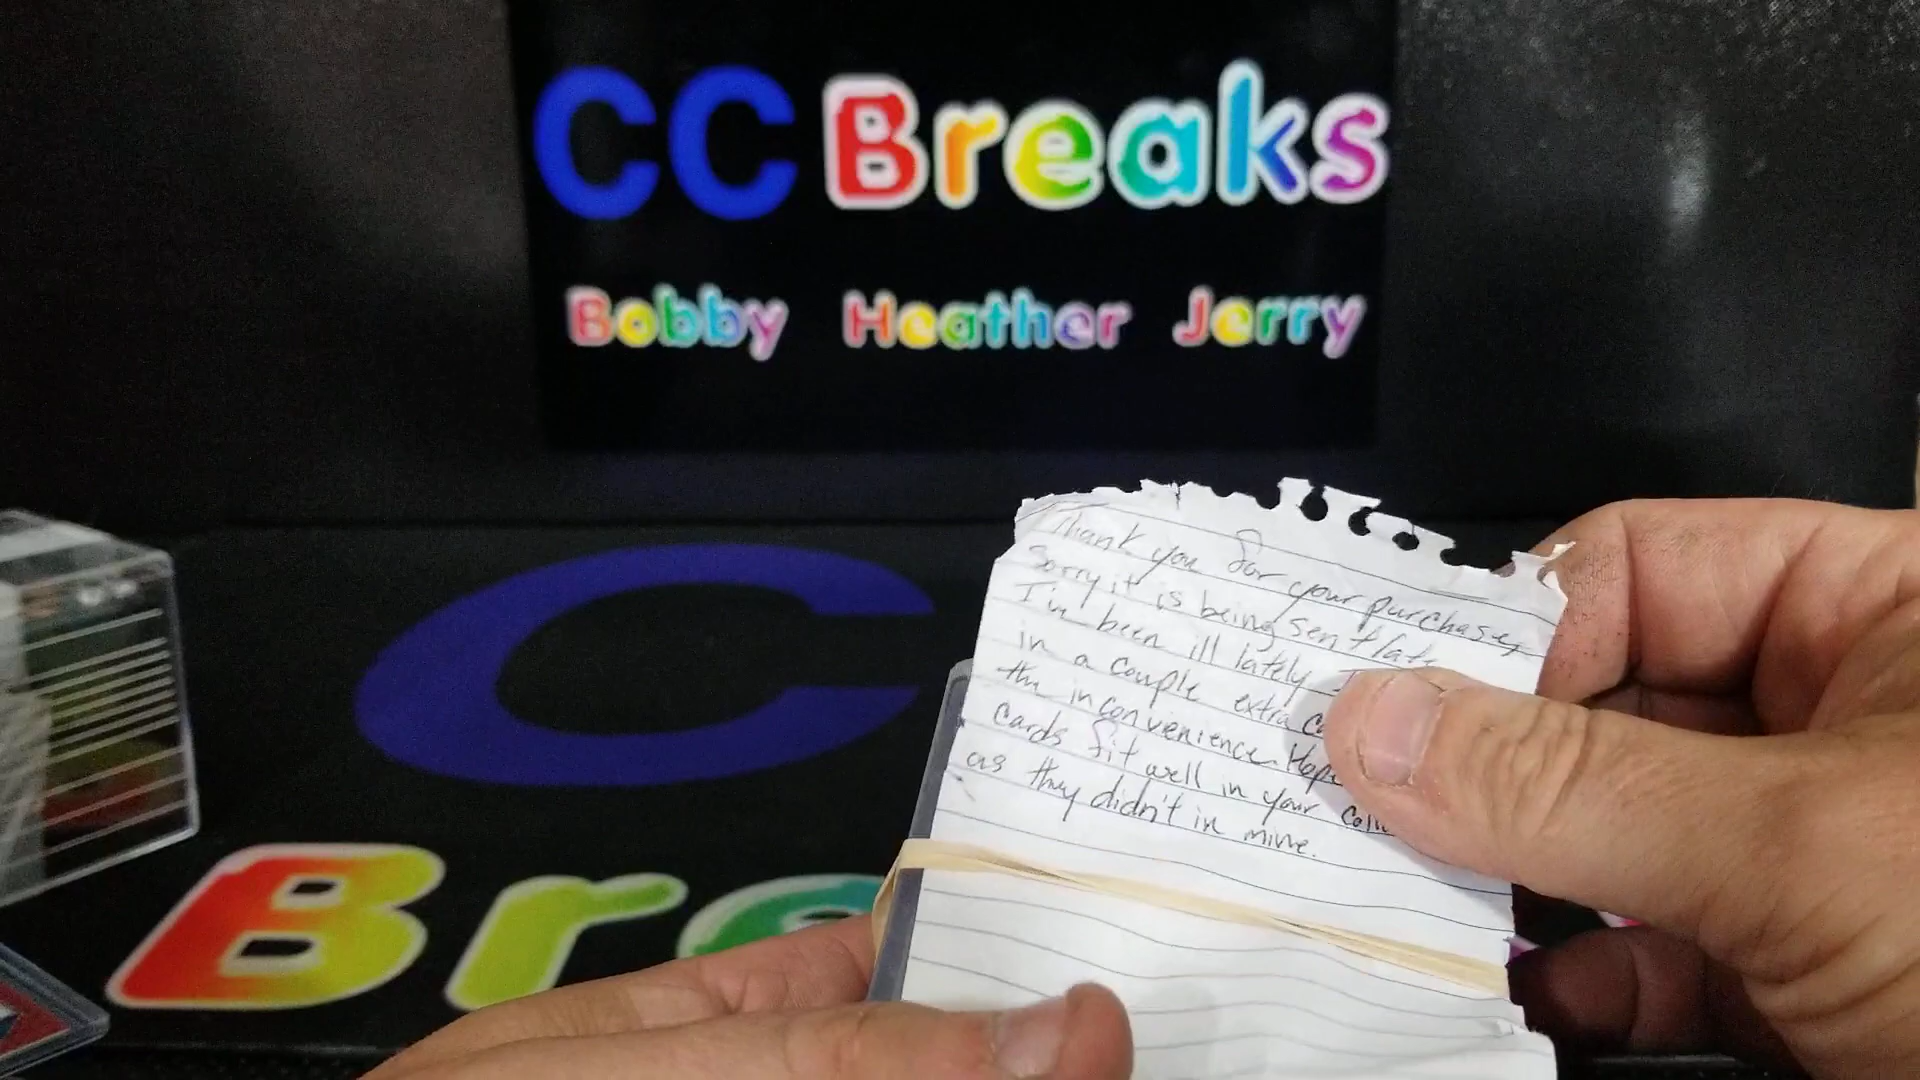 CC Breaks
Bobby Heather Jerry
Thank you for your purchase,
Sorry it is being sent late
I've been ill lately
in a couple extra
the inconvenience. Hope
cards fit well in your
as they didn't in mine.
C
Bre